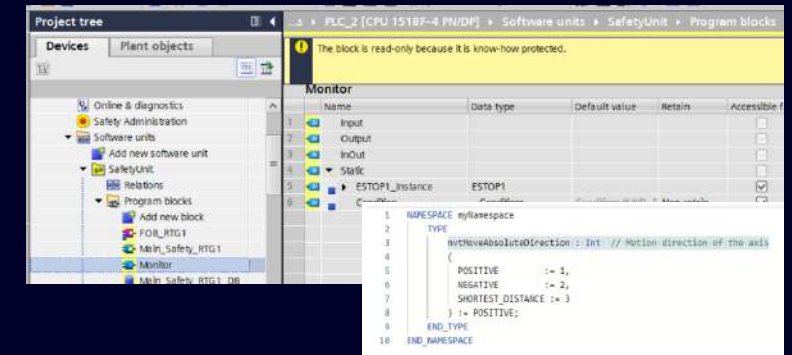 Project tree
Devices
Plant objects
Online & diagnostics
Safety Administration
Software units
Add new software unit
SafetyUnit
Relations
Program blocks
Add new block
FOB_RTG1
Main_Safety_RTG1
Monitor
Main_Safety_RTG1_DB
PLC_2 [CPU 1518F-4 PN/DP] Software units SafetyUnit Program blocks
The block is read-only because it is know-how protected.
Monitor
Name Data type Default value Retain Accessible f
1 Input
2 Output
3 InOut
4 Static
5 ESTOP1_Instance ESTOP1
6
1 NAMESPACE myNamespace
2 TYPE
3 nvtMoveAbsoluteDirection : Int // Motion direction of the axis
4 (
5 POSITIVE := 1,
6 NEGATIVE := 2,
7 SHORTEST_DISTANCE := 3
8 ) := POSITIVE;
9 END_TYPE
10 END_NAMESPACE